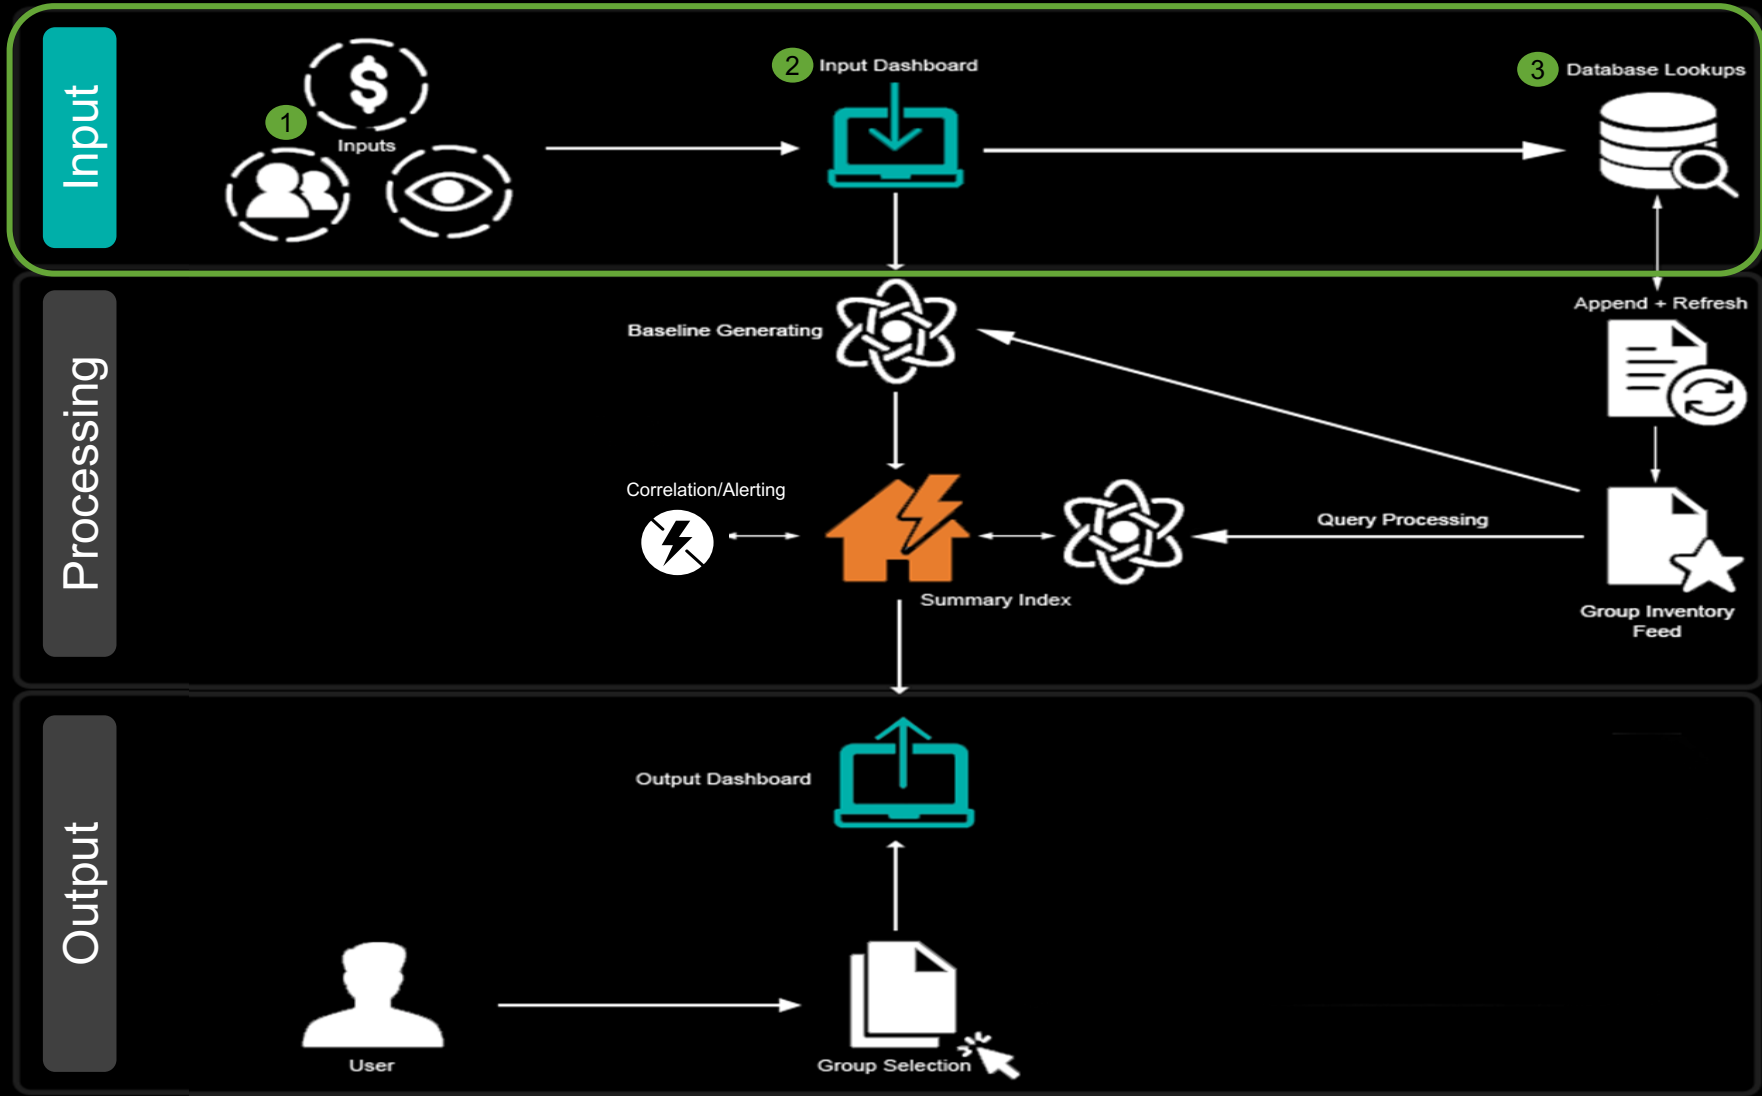 Input
1
Inputs
$
2
Input Dashboard
3
Database Lookups
Processing
Baseline Generating
Append + Refresh
Correlation/Alerting
Query Processing
Summary Index
Group Inventory
Feed
Output
Output Dashboard
User
Group Selection